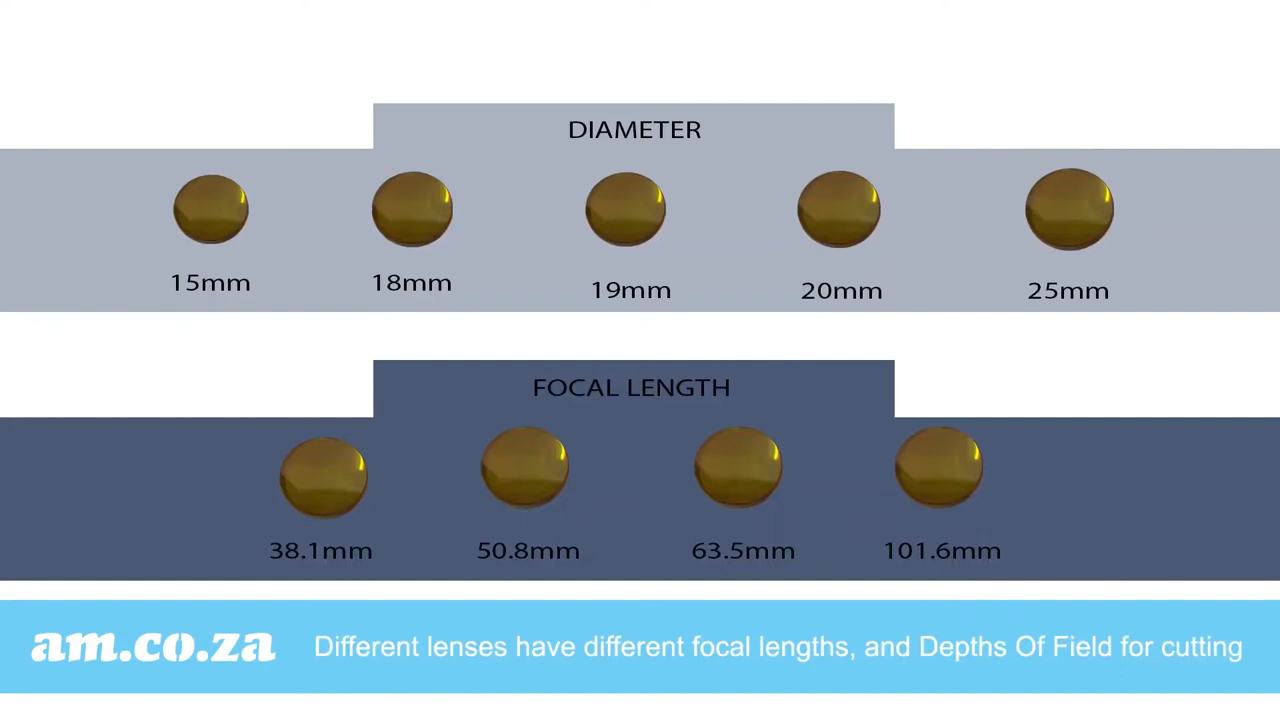 DIAMETER
15mm 18mm 19mm 20mm 25mm
FOCAL LENGTH
38.1mm 50.8mm 63.5mm 101.6mm
am.co.za Different lenses have different focal lengths, and Depths Of Field for cutting